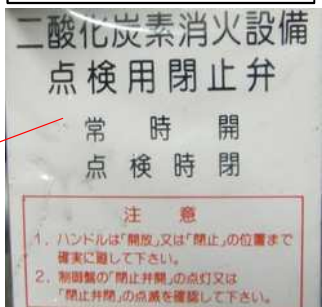 二酸化炭素消火設備
点検用閉止弁
常時開
点検時閉
注意
1. ハンドルは「開放」又は「閉止」の位置まで
確実に廻して下さい。
2. 制御盤の「閉止弁開」の点灯又は
「閉止弁閉」の点滅を確認して下さい。